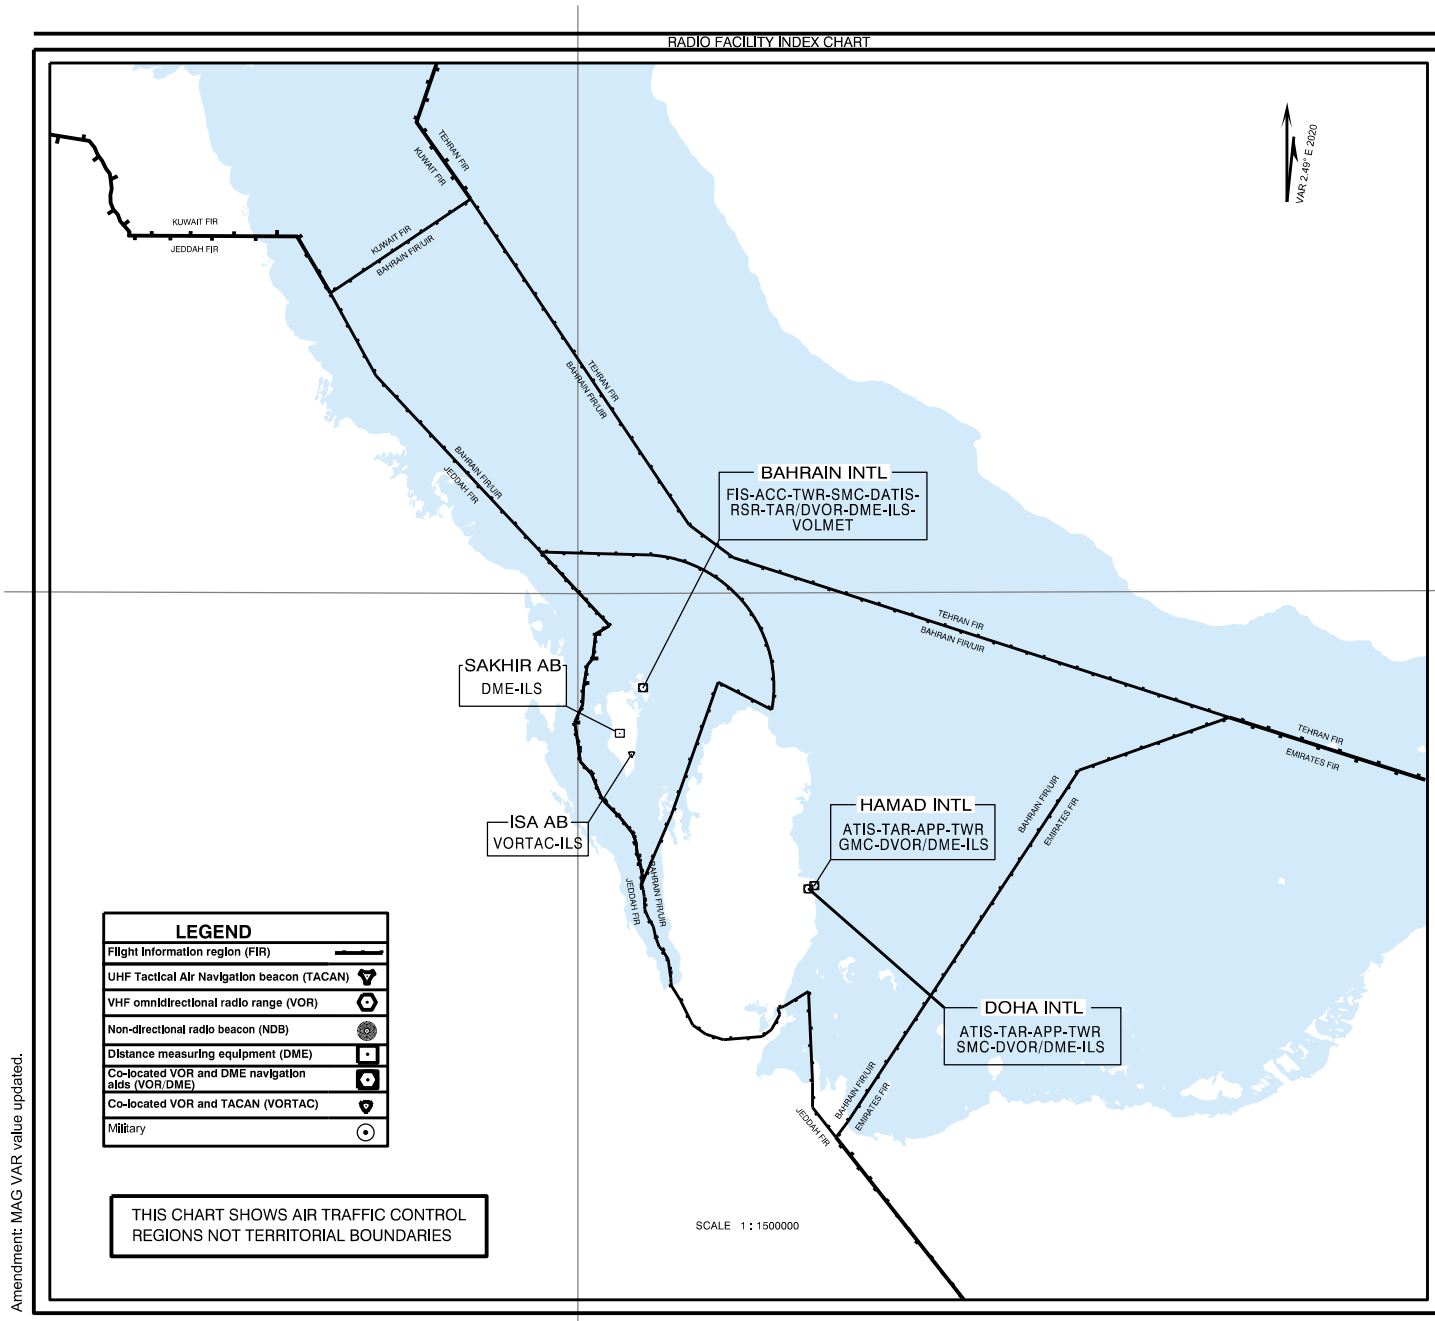 RADIO FACILITY INDEX CHART
VAR 2.49° E 2020
TEHRAN FIR
KUWAIT FIR
KUWAIT FIR
JEDDAH FIR
KUWAIT FIR
BAHRAIN FIR/UIR
TEHRAN FIR
BAHRAIN FIR/UIR
BAHRAIN FIR/UIR
JEDDAH FIR
BAHRAIN INTL
FIS-ACC-TWR-SMC-DATIS-
RSR-TAR/DVOR-DME-ILS-
VOLMET
TEHRAN FIR
BAHRAIN FIR/UIR
SAKHIR AB
DME-ILS
TEHRAN FIR
EMIRATES FIR
BAHRAIN FIR/UIR
EMIRATES FIR
ISA AB
VORTAC-ILS
HAMAD INTL
ATIS-TAR-APP-TWR
GMC-DVOR/DME-ILS
JEDDAH FIR
BAHRAIN FIR/UIR
DOHA INTL
ATIS-TAR-APP-TWR
SMC-DVOR/DME-ILS
BAHRAIN FIR/UIR
EMIRATES FIR
JEDDAH FIR
LEGEND
Flight information region (FIR)
UHF Tactical Air Navigation beacon (TACAN)
VHF omnidirectional radio range (VOR)
Non-directional radio beacon (NDB)
Distance measuring equipment (DME)
Co-located VOR and DME navigation
aids (VOR/DME)
Co-located VOR and TACAN (VORTAC)
Military
THIS CHART SHOWS AIR TRAFFIC CONTROL
REGIONS NOT TERRITORIAL BOUNDARIES
SCALE 1 : 1500000
Amendment: MAG VAR value updated.